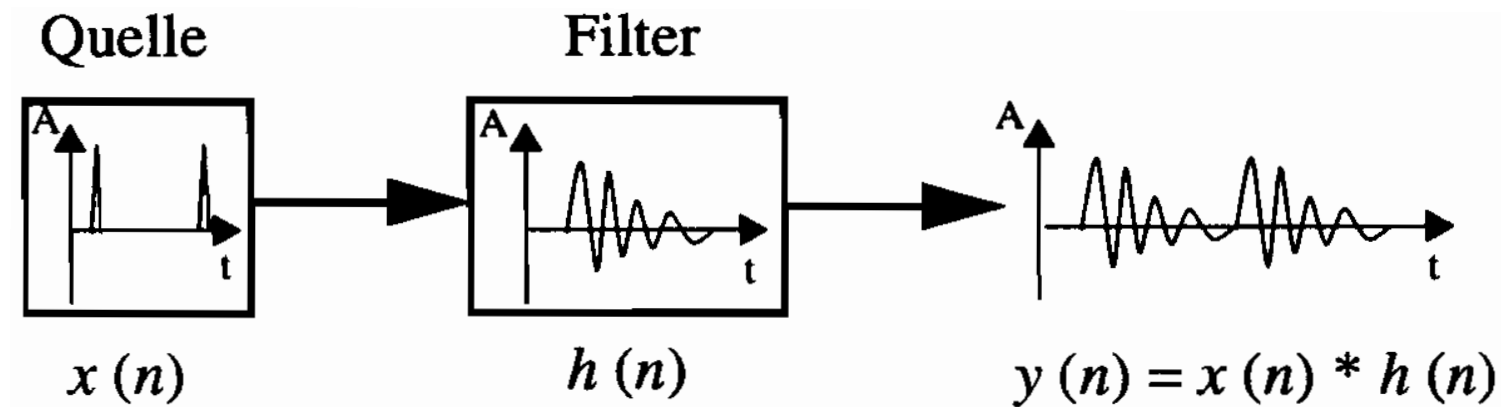 Quelle
Filter
A
t
A
t
A
t
x (n)
h (n)
y (n) = x (n) * h (n)